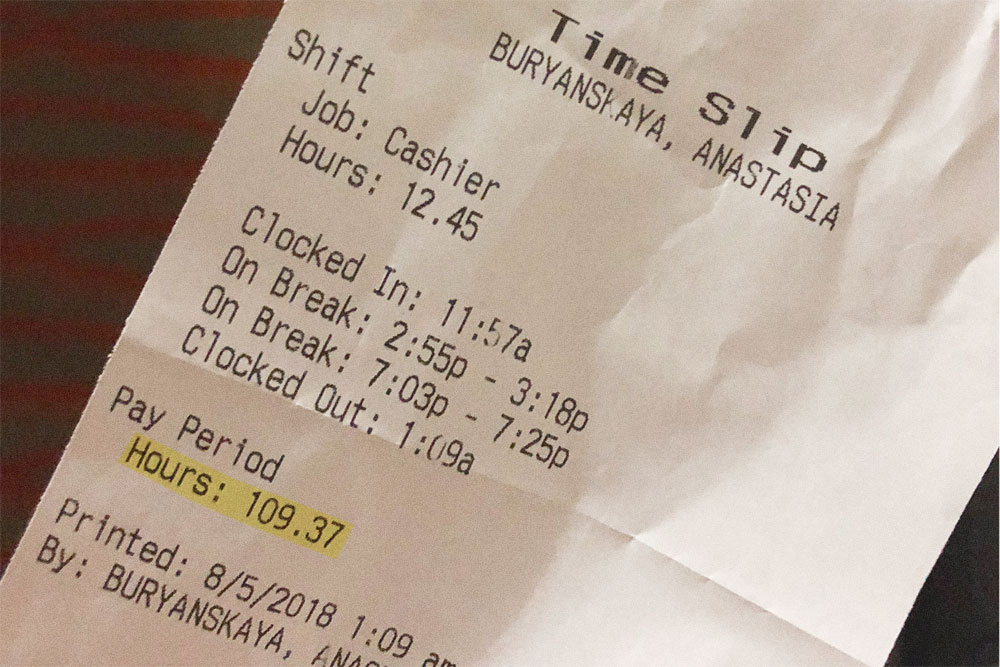 Time Slip
BURYANSKAYA, ANASTASIA
Shift
Job: Cashier
Hours: 12.45
Clocked In: 11:57a
On Break: 2:55p - 3:18p
On Break: 7:03p - 7:25p
Clocked Out: 1:09a
Pay Period
Hours: 109.37
Printed: 8/5/2018 1:09 am
By: BURYANSKAYA,